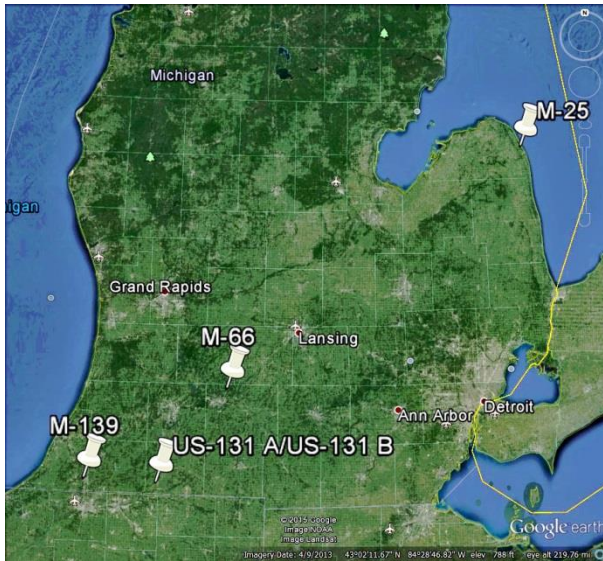 N
Michigan
M-25
igan
Grand Rapids
M-66
Lansing
M-139
US-131 A/US-131 B
Ann Arbor
Detroit
© 2015 Google
Image NOAA
Image Landsat
Google earth
Imagery Date: 4/9/2013 43°02'11.67" N 84°28'46.82" W elev 788 ft eye alt 219.76 mi